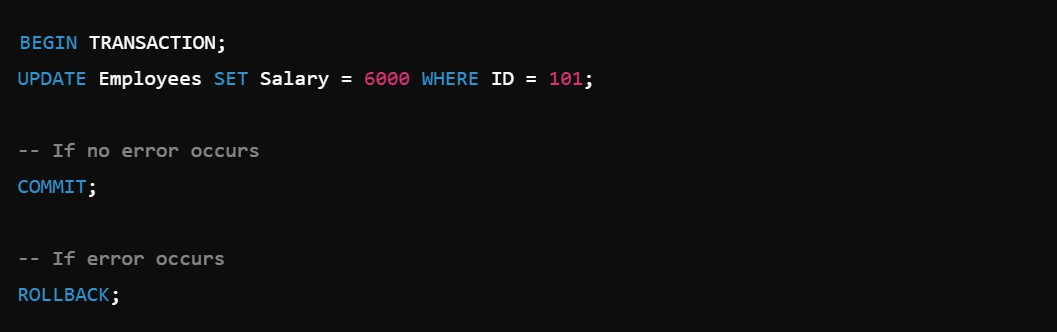 BEGIN TRANSACTION;
UPDATE Employees SET Salary = 6000 WHERE ID = 101;
-- If no error occurs
COMMIT;
-- If error occurs
ROLLBACK;